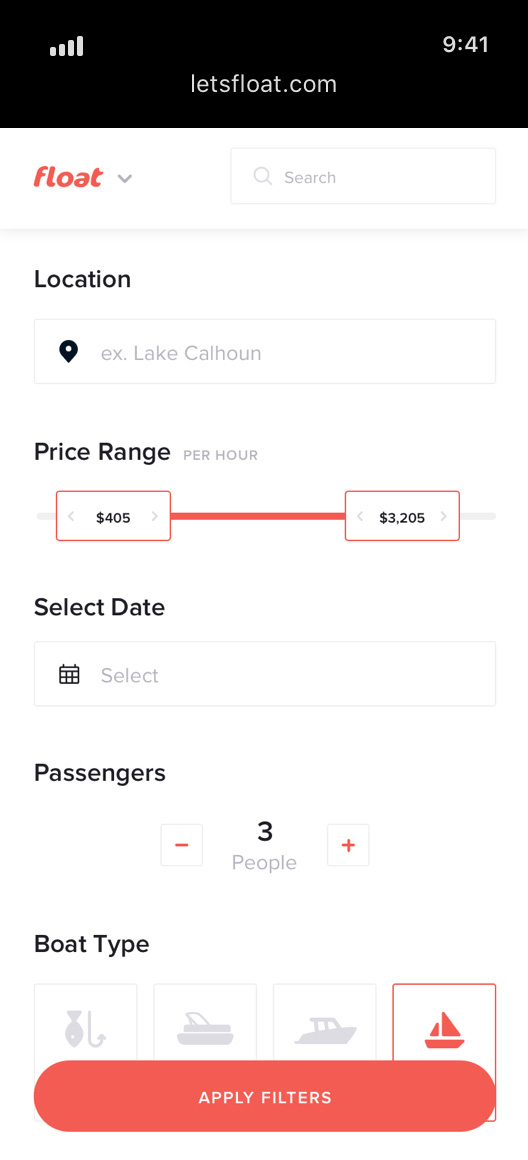 9:41
letsfloat.com
float
Search
Location
ex. Lake Calhoun
Price Range PER HOUR
$405
$3,205
Select Date
Select
Passengers
3
People
Boat Type
APPLY FILTERS